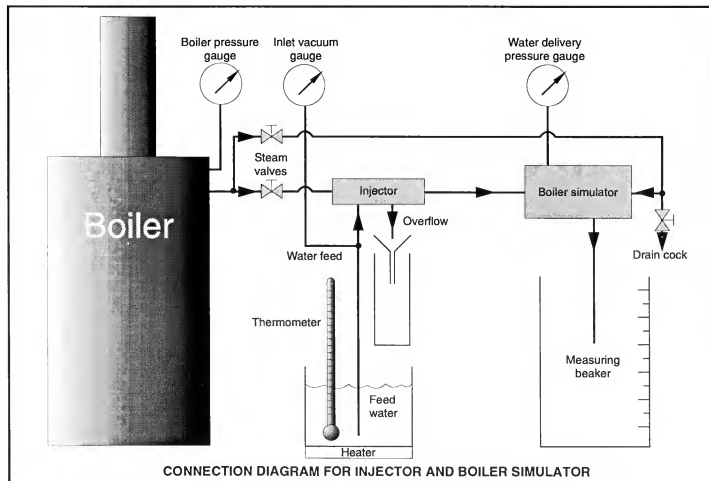 Boiler pressure
gauge
Inlet vacuum
gauge
Water delivery
pressure gauge
Steam
valves
Injector
Boiler simulator
Boiler
Overflow
Water feed
Drain cock
Thermometer
Measuring
beaker
Feed
water
Heater
CONNECTION DIAGRAM FOR INJECTOR AND BOILER SIMULATOR